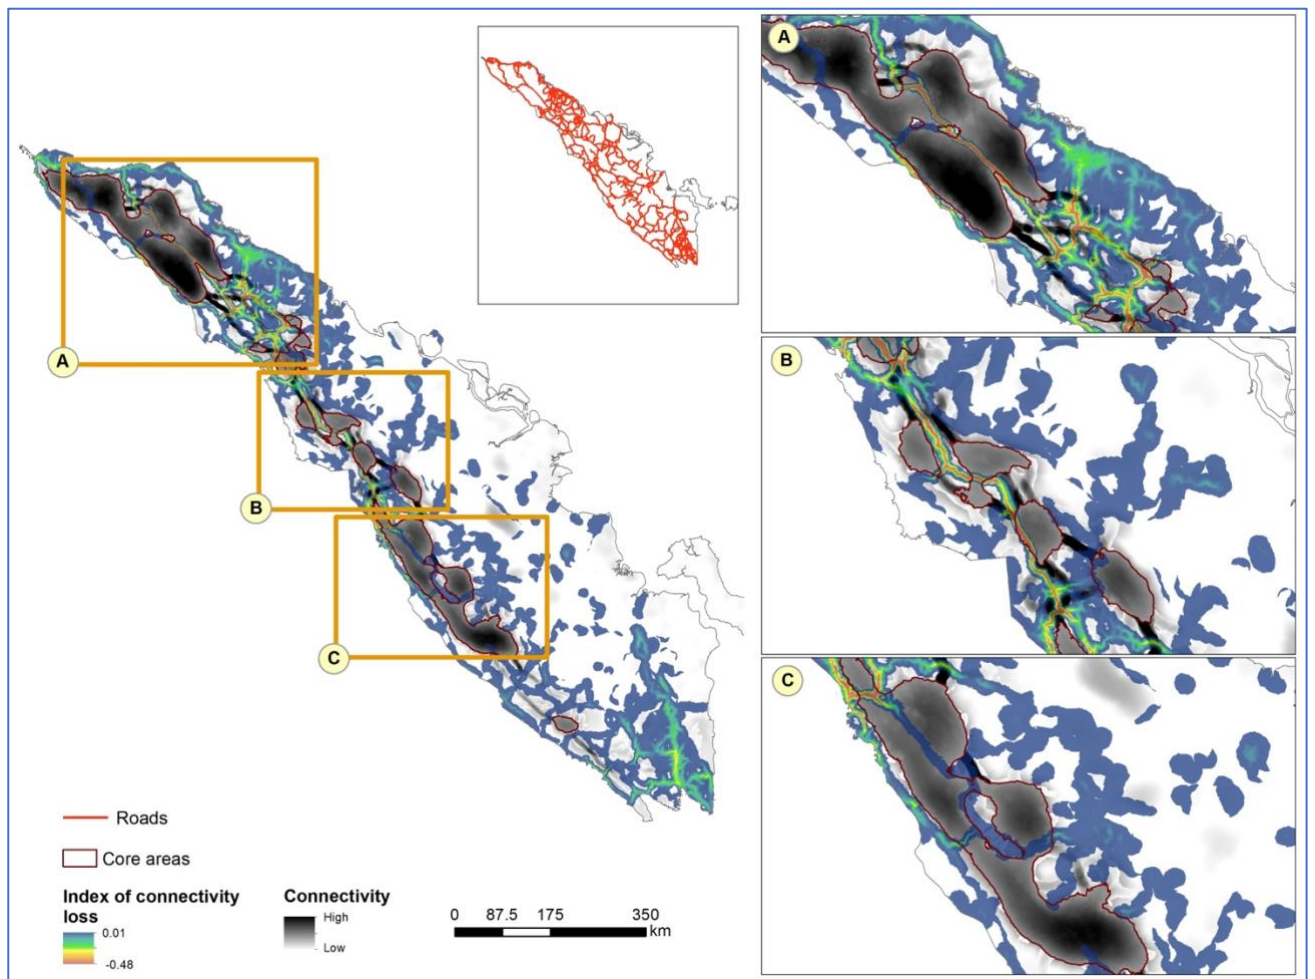 A
B
C
A
B
C
Roads
Core areas
Index of connectivity
loss
0.01
-0.48
Connectivity
High
Low
0 87.5 175 350
km